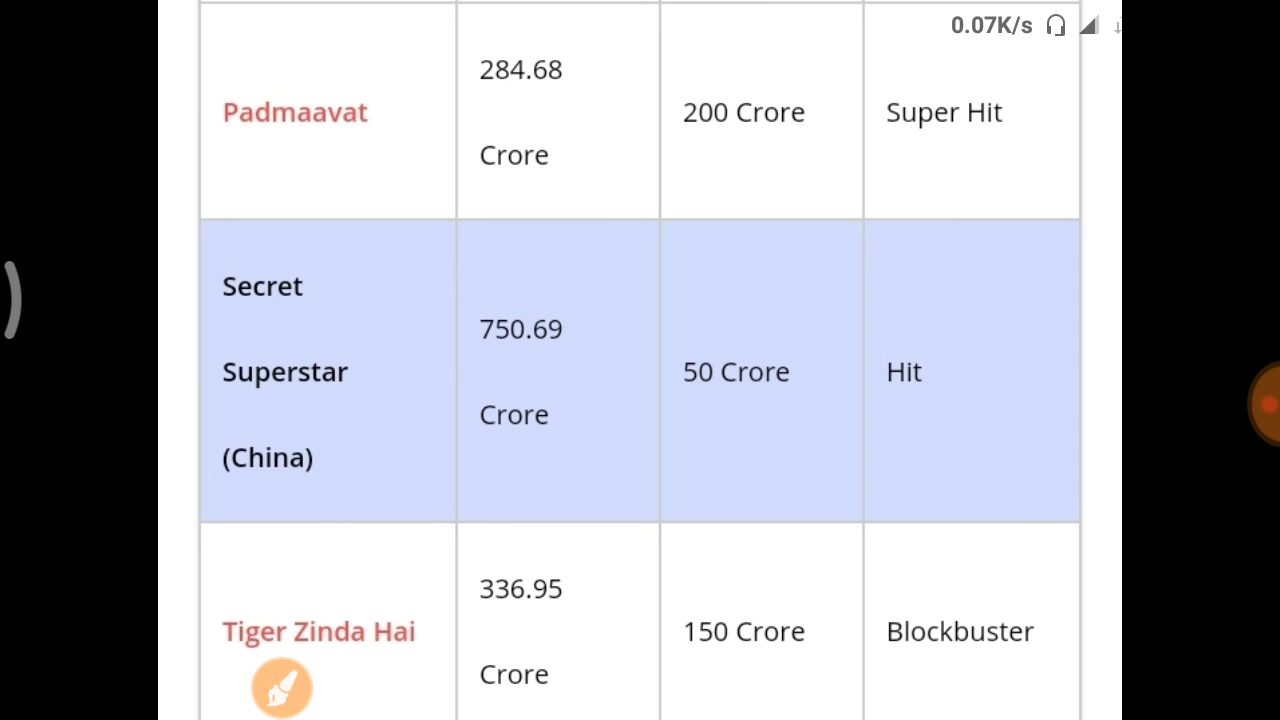 0.07K/s
Padmaavat
284.68
Crore
200 Crore
Super Hit
Secret
Superstar
(China)
750.69
Crore
50 Crore
Hit
Tiger Zinda Hai
336.95
Crore
150 Crore
Blockbuster